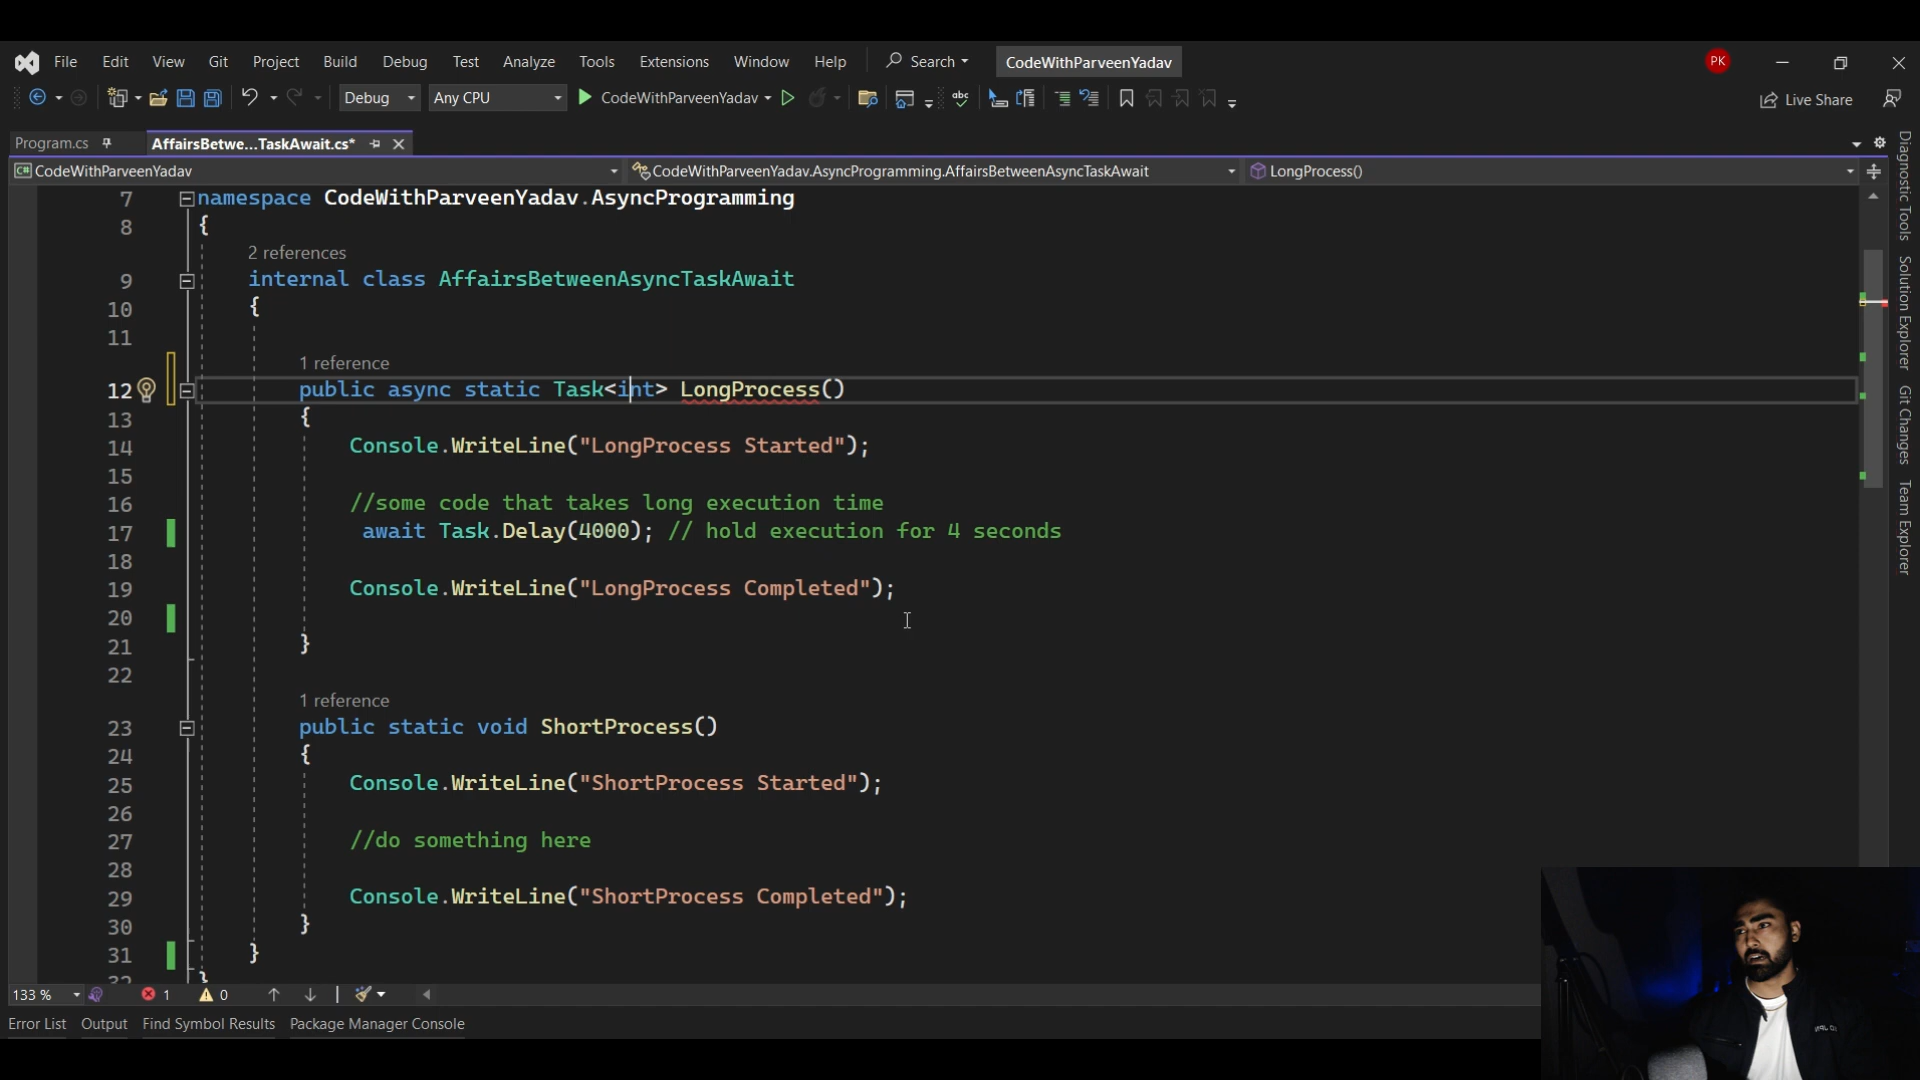 File Edit View Git Project Build Debug Test Analyze Tools Extensions Window Help Search CodeWithParveenYadav PK
Debug Any CPU CodeWithParveenYadav abc Live Share
Program.cs AffairsBetwe...TaskAwait.cs*
C# CodeWithParveenYadav CodeWithParveenYadav.AsyncProgramming.AffairsBetweenAsyncTaskAwait LongProcess()
7 namespace CodeWithParveenYadav.AsyncProgramming
8 {
2 references
9 internal class AffairsBetweenAsyncTaskAwait
10 {
11
1 reference
12 public async static Task<int> LongProcess()
13 {
14 Console.WriteLine("LongProcess Started");
15
16 //some code that takes long execution time
17 await Task.Delay(4000); // hold execution for 4 seconds
18
19 Console.WriteLine("LongProcess Completed");
20
21 }
22
1 reference
23 public static void ShortProcess()
24 {
25 Console.WriteLine("ShortProcess Started");
26
27 //do something here
28
29 Console.WriteLine("ShortProcess Completed");
30 }
31 }
32 }
133 % 1 0
Error List Output Find Symbol Results Package Manager Console
Diagnostic Tools
Solution Explorer
Git Changes
Team Explorer